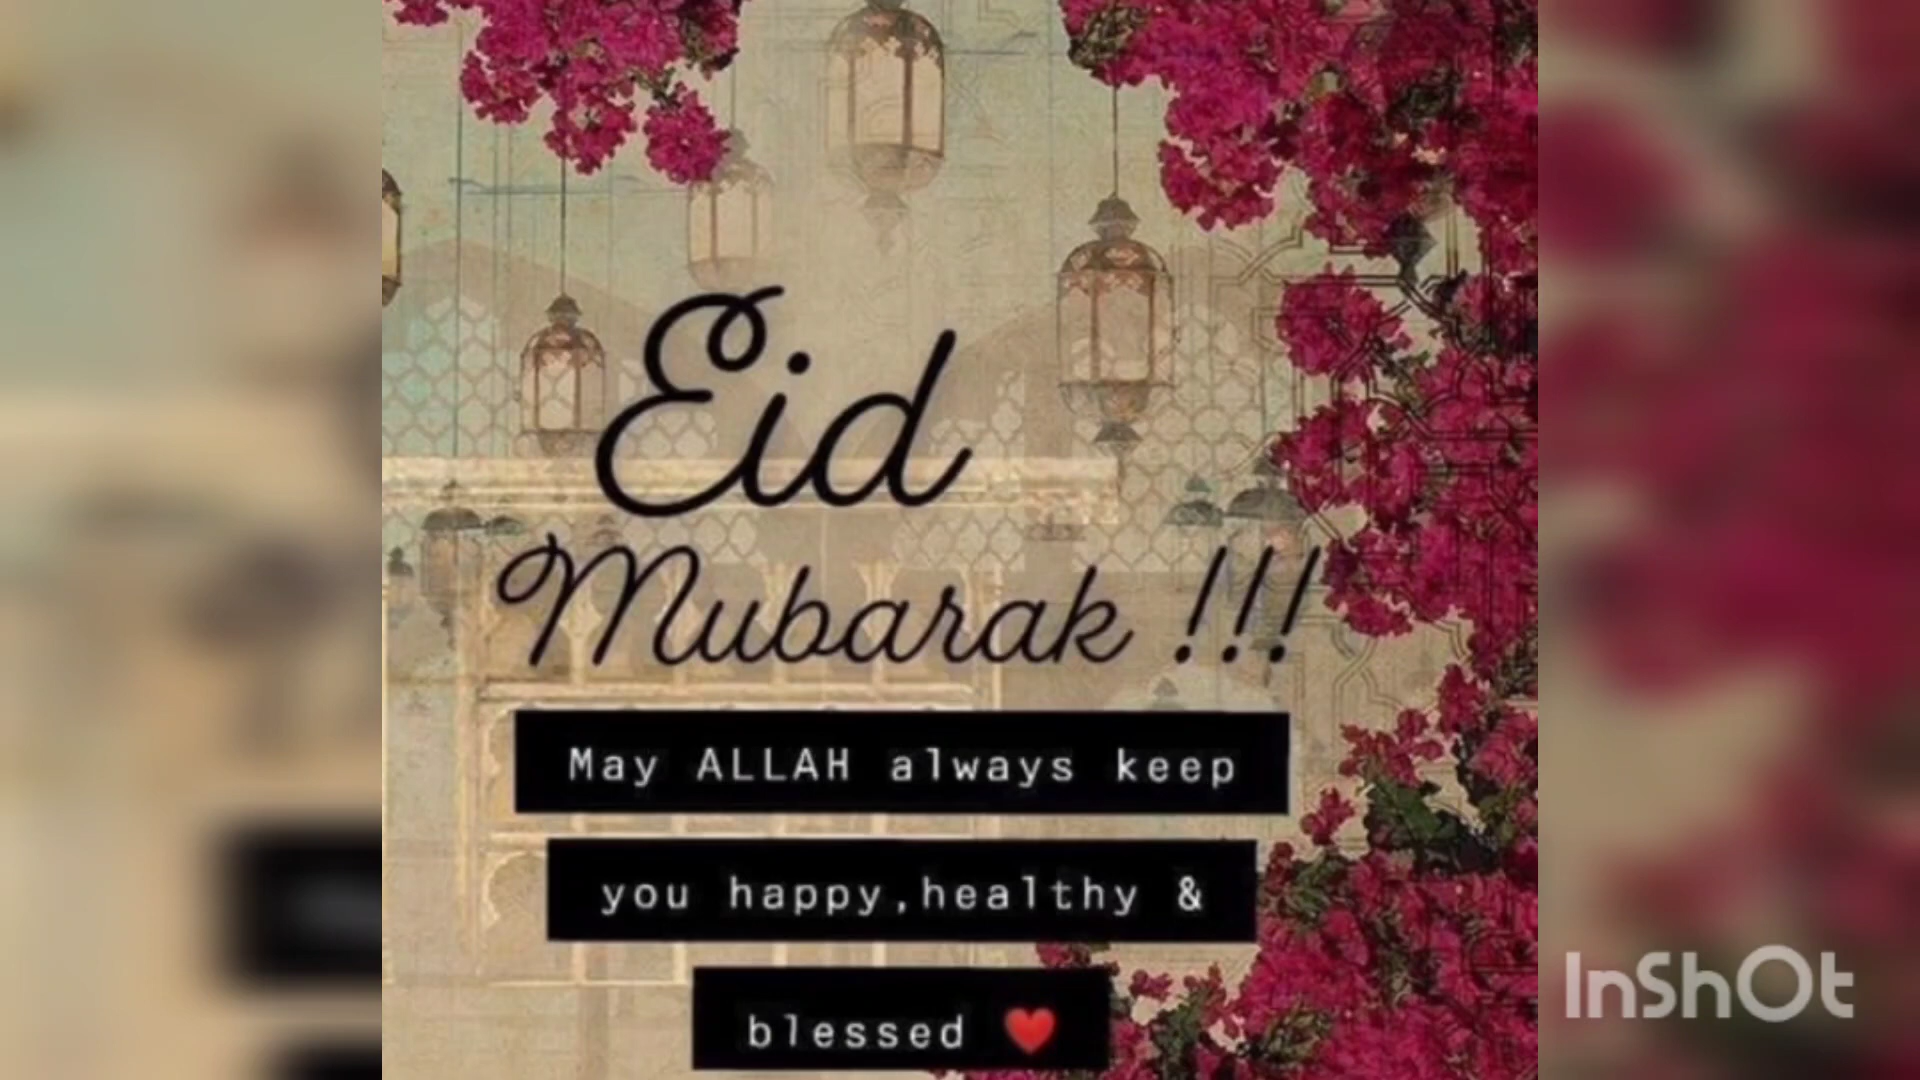 Eid
Mubarak !!!
May ALLAH always keep
you happy,healthy &
blessed ❤️
InShOt